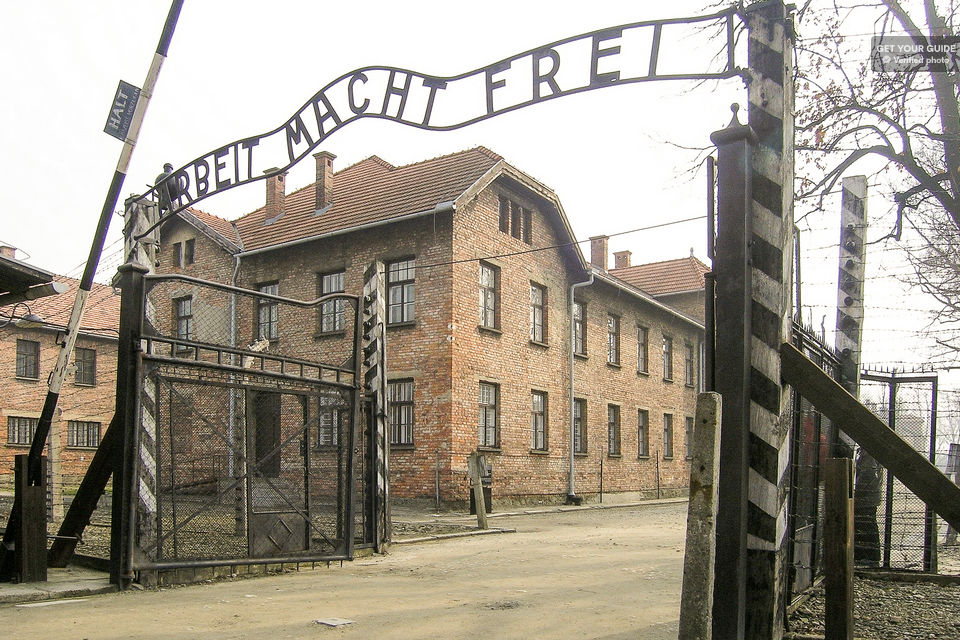 ARBEIT MACHT FREI
HALT
GET YOUR GUIDE
Verified photo